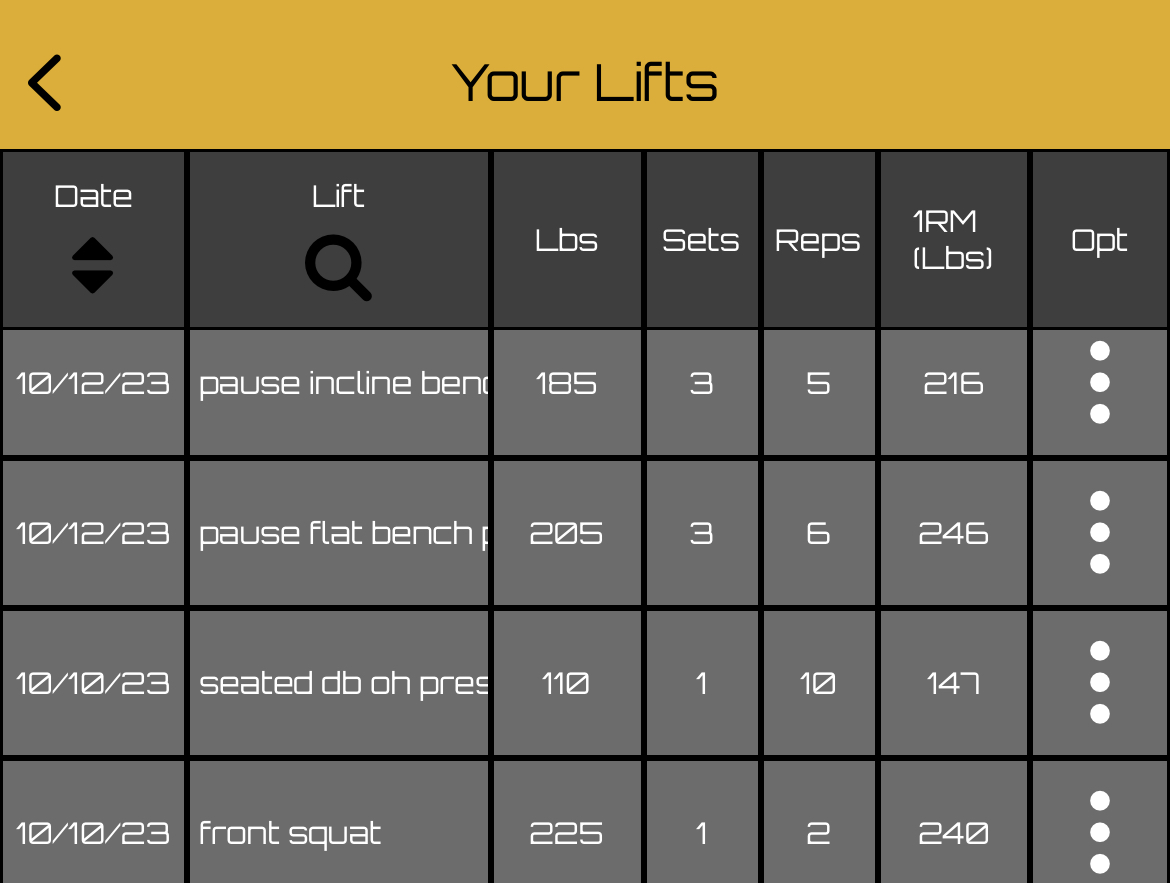 Your Lifts
Date Lift Lbs Sets Reps 1RM (Lbs) Opt
10/12/23 pause incline benc 185 3 5 216
10/12/23 pause flat bench p 205 3 6 246
10/10/23 seated db oh pres 110 1 10 147
10/10/23 front squat 225 1 2 240